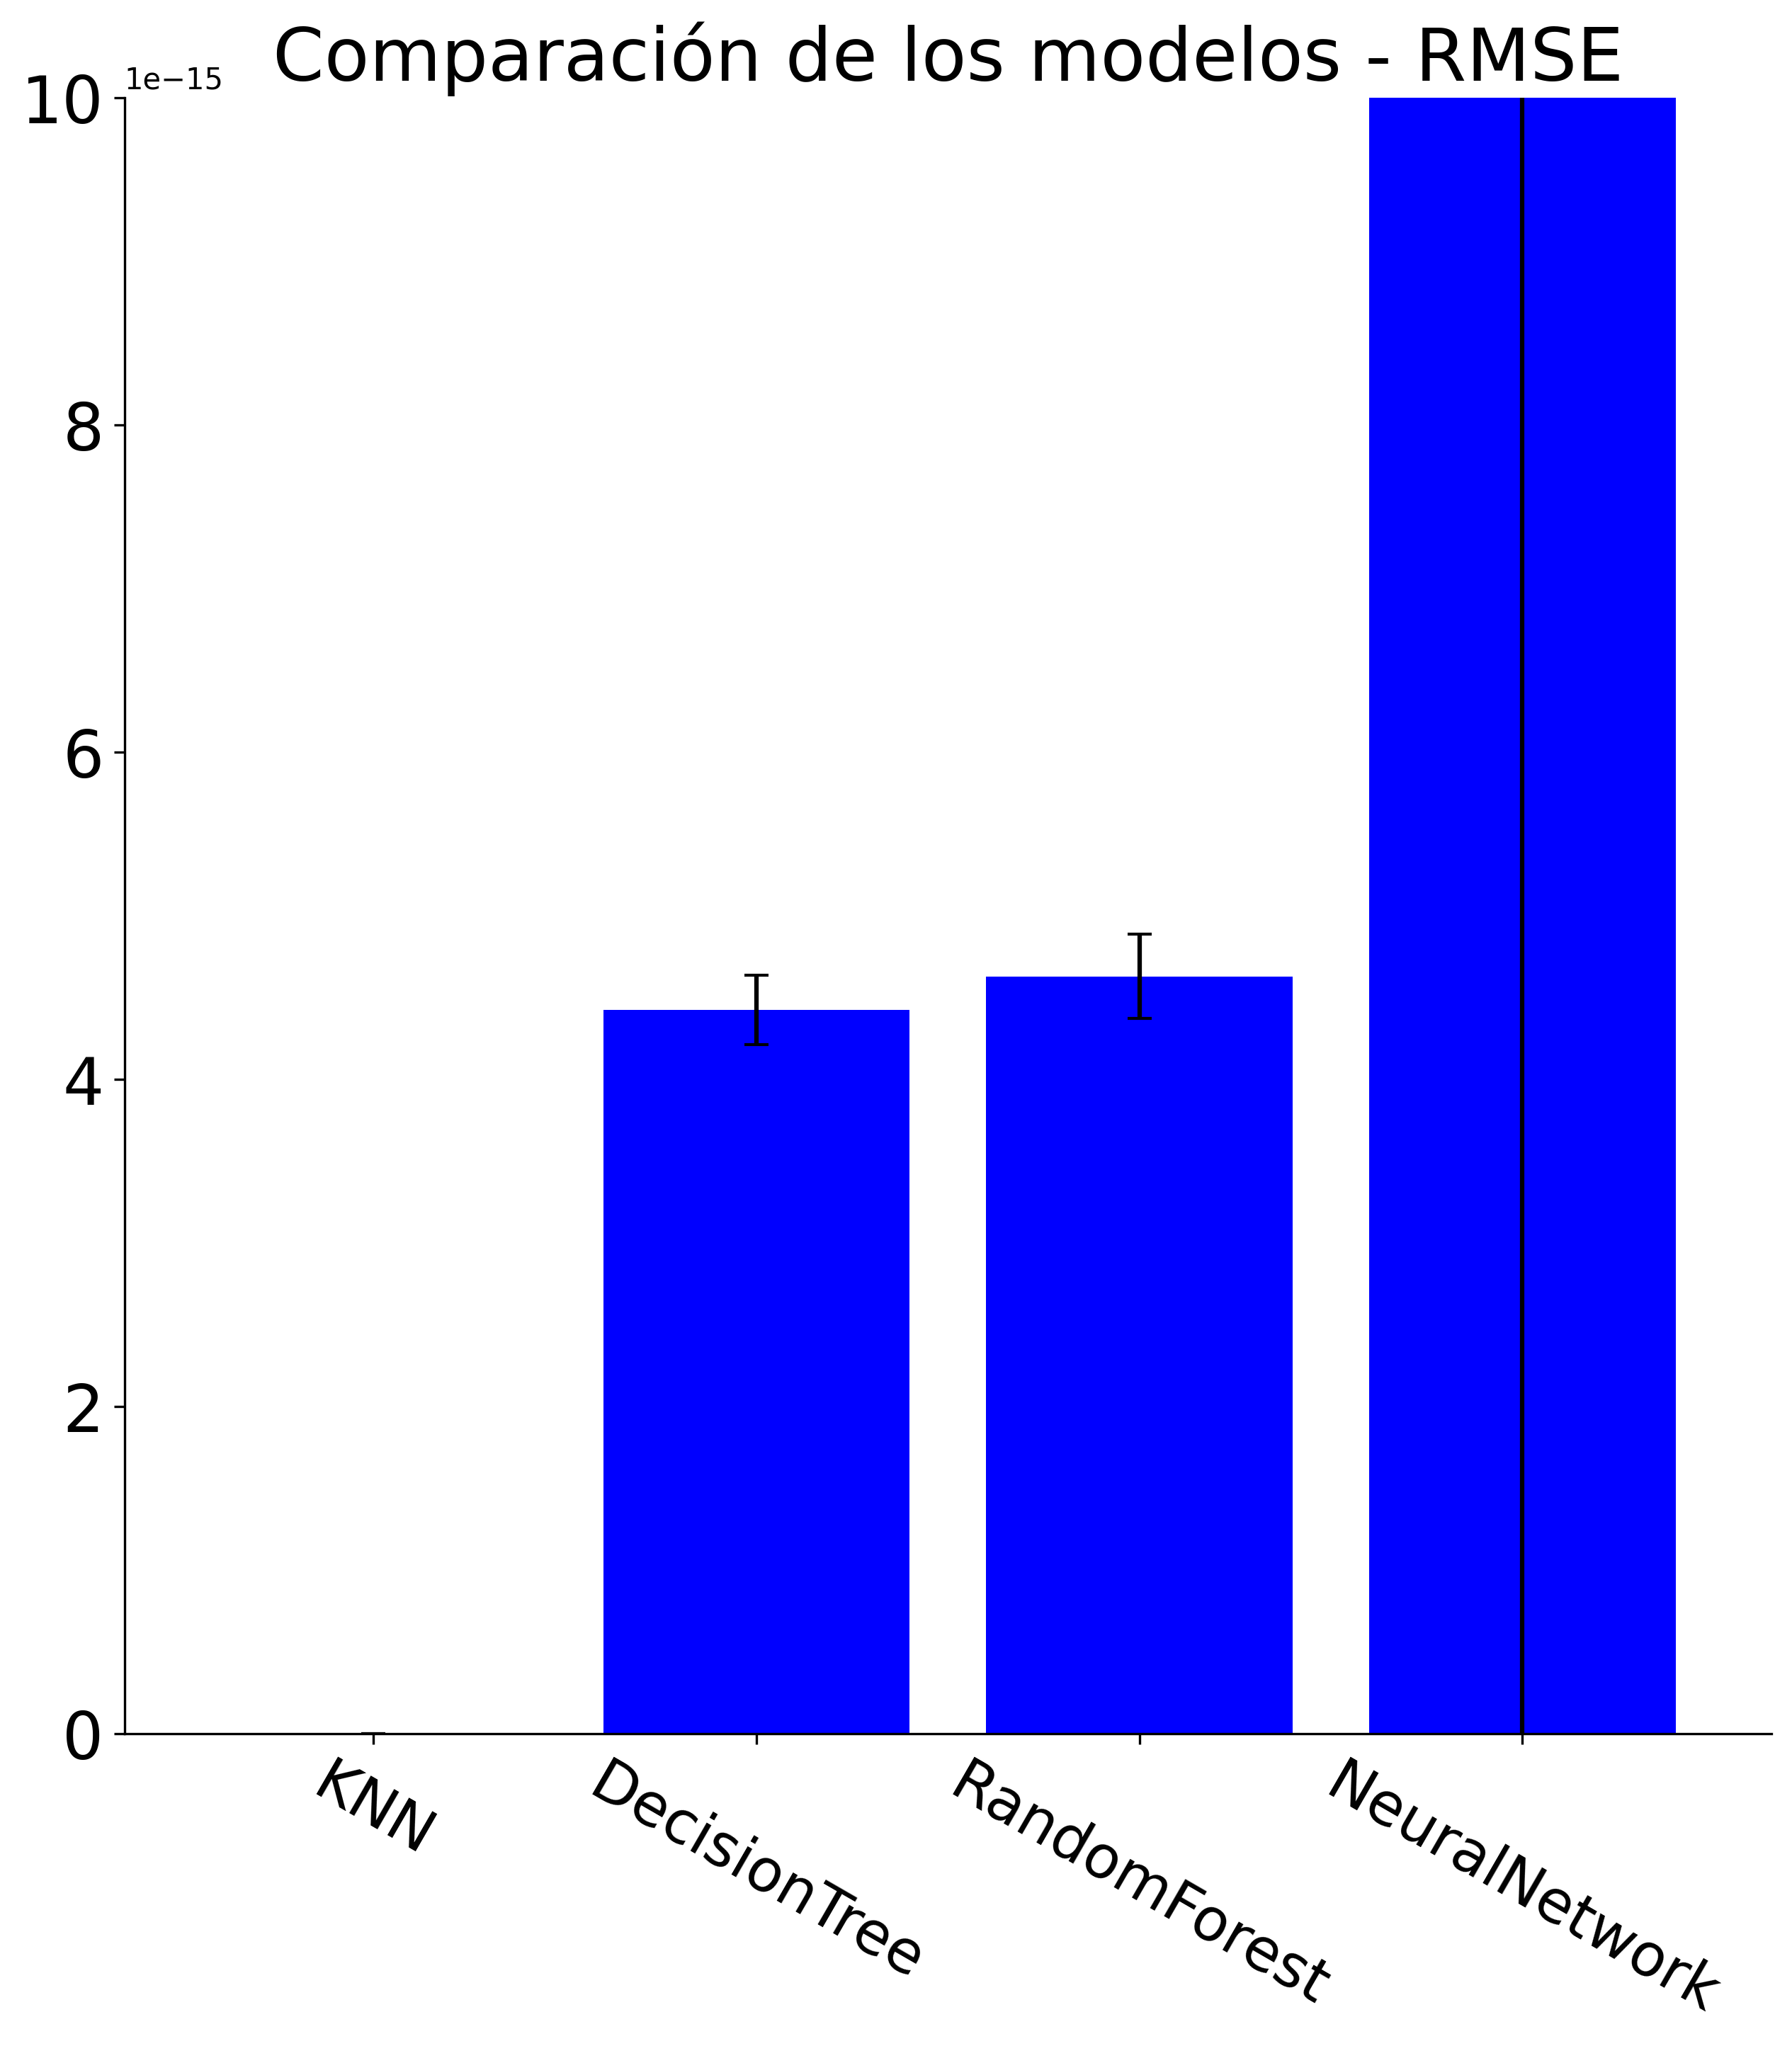 Comparación de los modelos - RMSE
1e−15
10
8
6
4
2
0
KNN
DecisionTree
RandomForest
NeuralNetwork